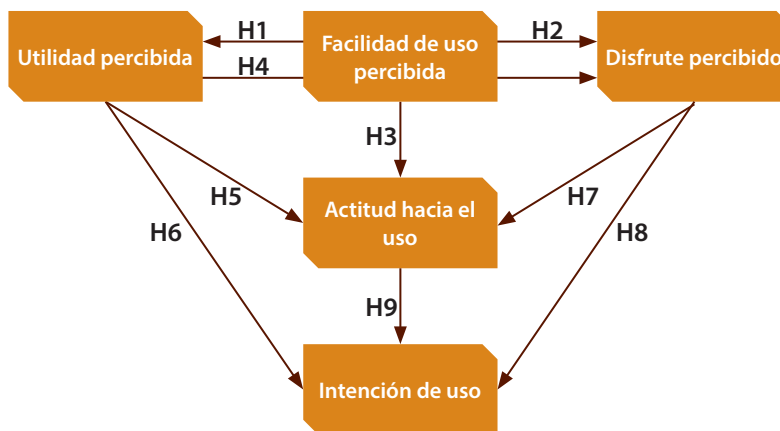 H1
Facilidad de uso
percibida
H2
Utilidad percibida
Disfrute percibido
H4
H3
H5
Actitud hacia el
uso
H7
H6
H8
H9
Intención de uso